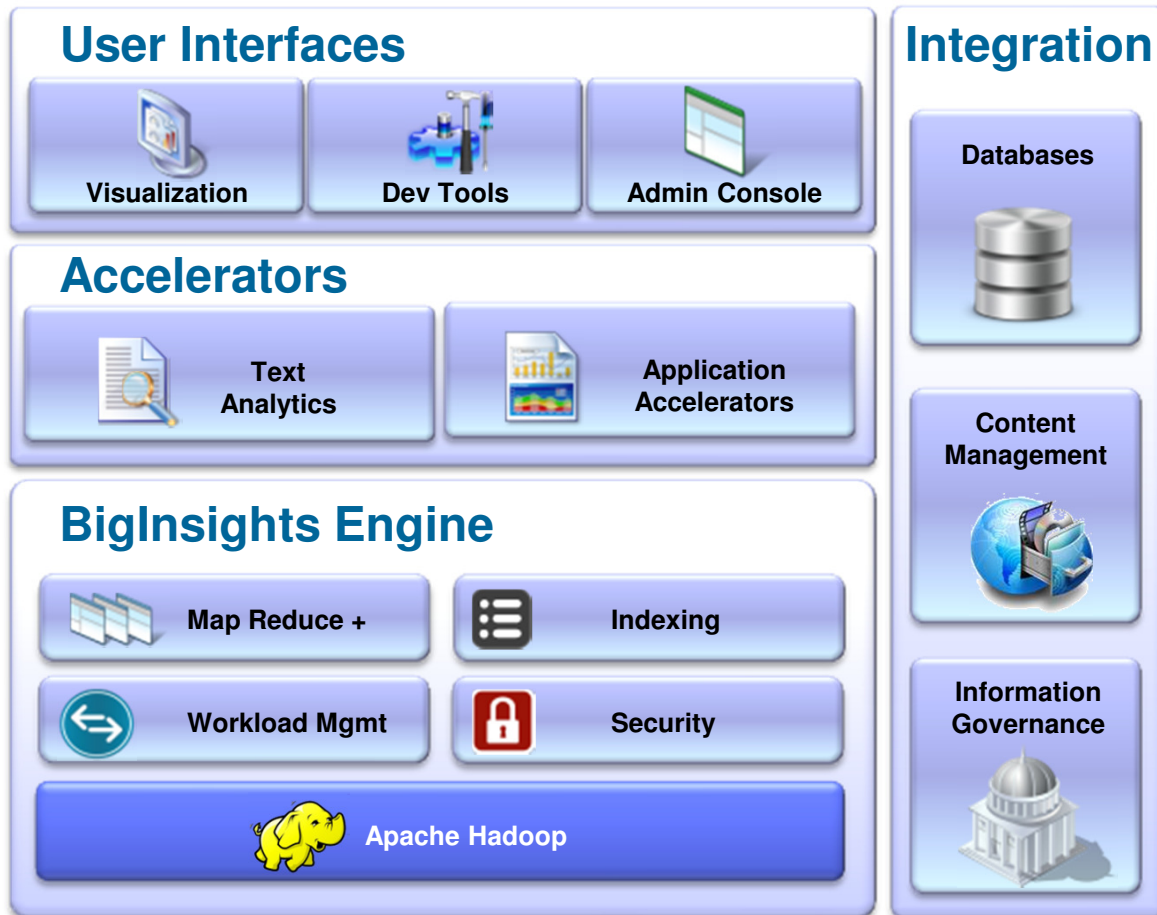 User Interfaces
Visualization
Dev Tools
Admin Console
Accelerators
Text
Analytics
Application
Accelerators
BigInsights Engine
Map Reduce +
Indexing
Workload Mgmt
Security
Apache Hadoop
Integration
Databases
Content
Management
Information
Governance